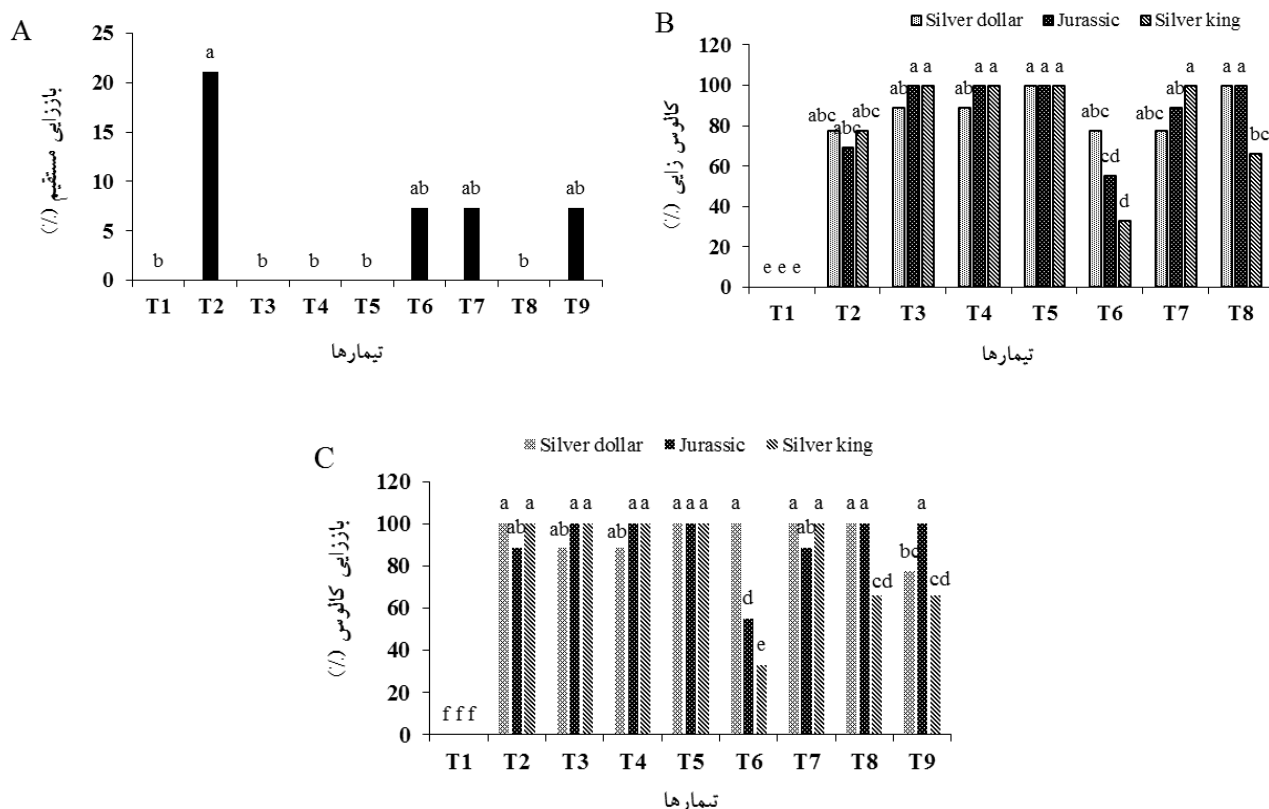 A
بازرایی مستقیم (٪)
25
20
15
10
5
0
b
a
b
b
b
ab
ab
b
ab
T1 T2 T3 T4 T5 T6 T7 T8 T9
تیمارها
B
Silver dollar Jurassic Silver king
کالوس زایی (٪)
120
100
80
60
40
20
0
e e e
abc abc abc
ab a a
ab a a
a a a
abc cd d
abc ab a
a a bc
T1 T2 T3 T4 T5 T6 T7 T8
تیمارها
C
Silver dollar Jurassic Silver king
باززایی کالوس (٪)
120
100
80
60
40
20
0
f f f
a ab a
ab a a
ab a a
a a a
a d e
a ab a
a a cd
bc a cd
T1 T2 T3 T4 T5 T6 T7 T8 T9
تیمارها